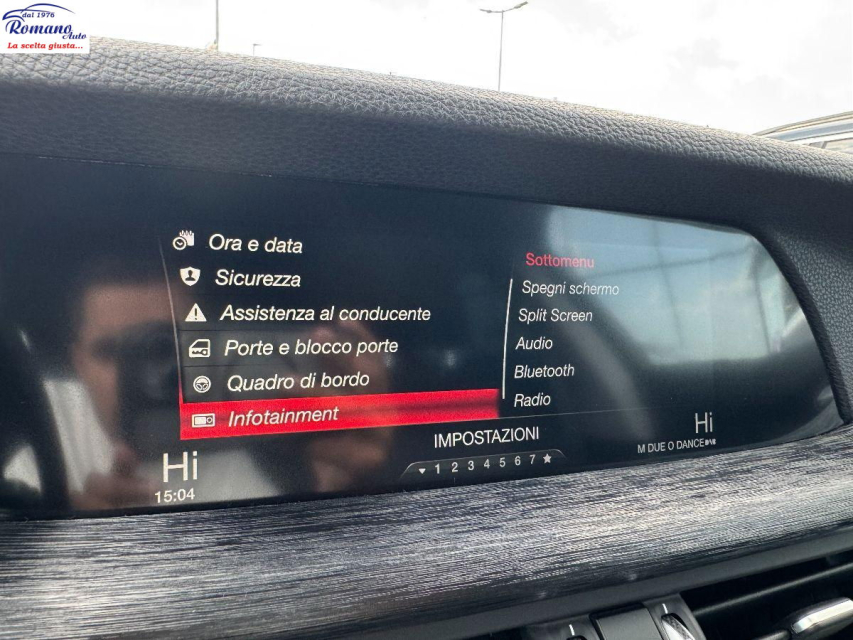 dal 1976
Romano
Auto
La scelta giusta...
Ora e data
Sicurezza
Assistenza al conducente
Porte e blocco porte
Quadro di bordo
Infotainment
Sottomenu
Spegni schermo
Split Screen
Audio
Bluetooth
Radio
IMPOSTAZIONI
1 2 3 4 5 6 7
Hi
15:04
Hi
M DUE O DANCE